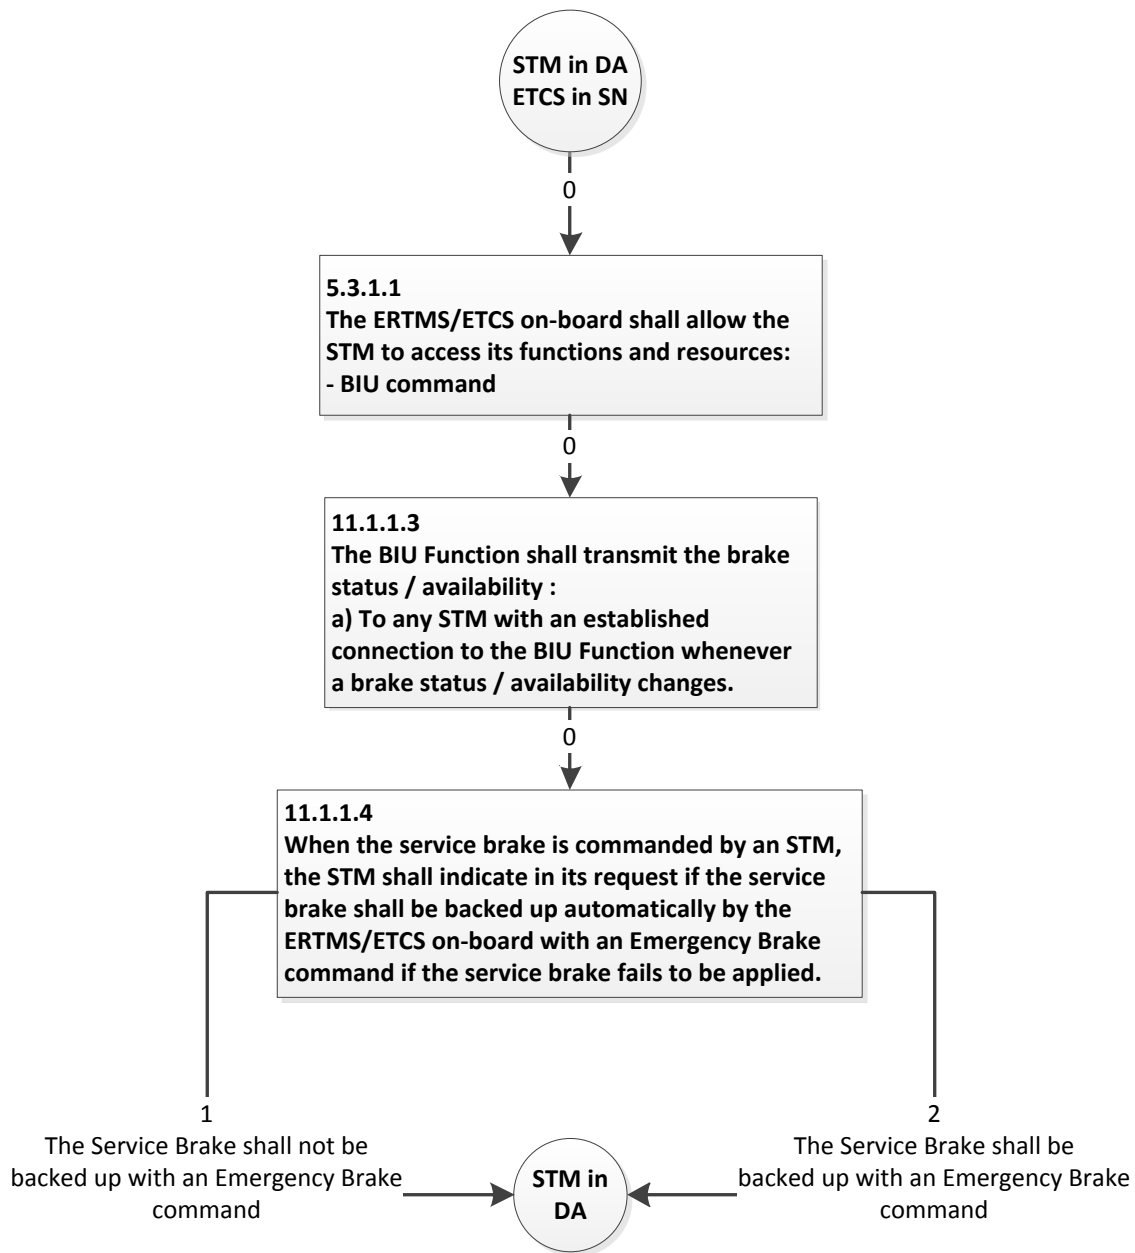 STM in DA
ETCS in SN
0
5.3.1.1
The ERTMS/ETCS on-board shall allow the
STM to access its functions and resources:
- BIU command
0
11.1.1.3
The BIU Function shall transmit the brake
status / availability :
a) To any STM with an established
connection to the BIU Function whenever
a brake status / availability changes.
0
11.1.1.4
When the service brake is commanded by an STM,
the STM shall indicate in its request if the service
brake shall be backed up automatically by the
ERTMS/ETCS on-board with an Emergency Brake
command if the service brake fails to be applied.
1
The Service Brake shall not be
backed up with an Emergency Brake
command
2
The Service Brake shall be
backed up with an Emergency Brake
command
STM in
DA